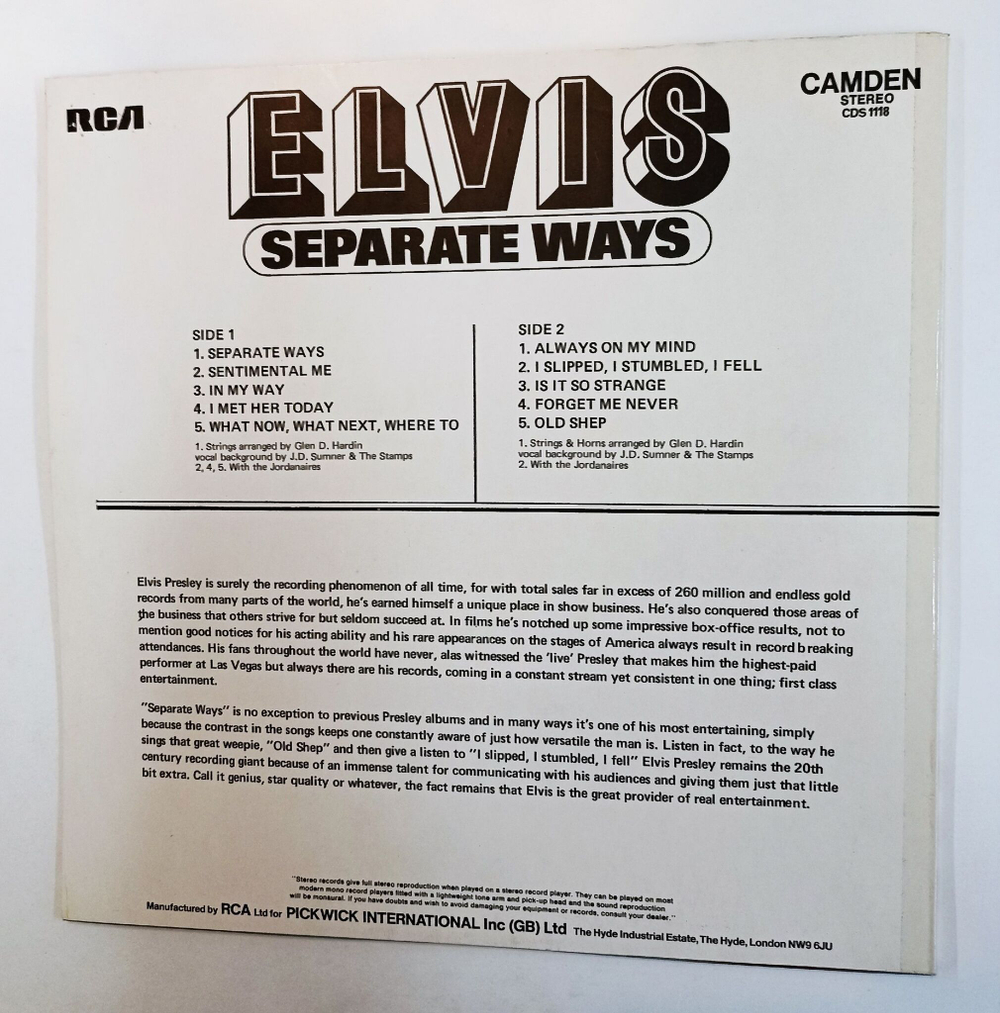 RCA
CAMDEN
STEREO
CDS 1118
ELVIS
SEPARATE WAYS
SIDE 1
1. SEPARATE WAYS
2. SENTIMENTAL ME
3. IN MY WAY
4. I MET HER TODAY
5. WHAT NOW, WHAT NEXT, WHERE TO
1. Strings arranged by Glen D. Hardin
vocal background by J.D. Sumner & The Stamps
2, 4, 5. With the Jordanaires
SIDE 2
1. ALWAYS ON MY MIND
2. I SLIPPED, I STUMBLED, I FELL
3. IS IT SO STRANGE
4. FORGET ME NEVER
5. OLD SHEP
1. Strings & Horns arranged by Glen D. Hardin
vocal background by J.D. Sumner & The Stamps
2. With the Jordanaires
Elvis Presley is surely the recording phenomenon of all time, for with total sales far in excess of 260 million and endless gold
records from many parts of the world, he's earned himself a unique place in show business. He's also conquered those areas of
the business that others strive for but seldom succeed at. In films he's notched up some impressive box-office results, not to
mention good notices for his acting ability and his rare appearances on the stages of America always result in record breaking
attendances. His fans throughout the world have never, alas witnessed the 'live' Presley that makes him the highest-paid
performer at Las Vegas but always there are his records, coming in a constant stream yet consistent in one thing; first class
entertainment.
"Separate Ways" is no exception to previous Presley albums and in many ways it's one of his most entertaining, simply
because the contrast in the songs keeps one constantly aware of just how versatile the man is. Listen in fact, to the way he
sings that great weepie, "Old Shep" and then give a listen to "I slipped, I stumbled, I fell" Elvis Presley remains the 20th
century recording giant because of an immense talent for communicating with his audiences and giving them just that little
bit extra. Call it genius, star quality or whatever, the fact remains that Elvis is the great provider of real entertainment.
"Stereo records give full stereo reproduction when played on a stereo record player. They can be played on most
modern mono record players fitted with a lightweight tone arm and pick-up head and the sound reproduction
will be monaural. If you have doubts and wish to avoid damaging your equipment or records, consult your dealer."
Manufactured by RCA Ltd for PICKWICK INTERNATIONAL Inc (GB) Ltd The Hyde Industrial Estate, The Hyde, London NW9 6JU